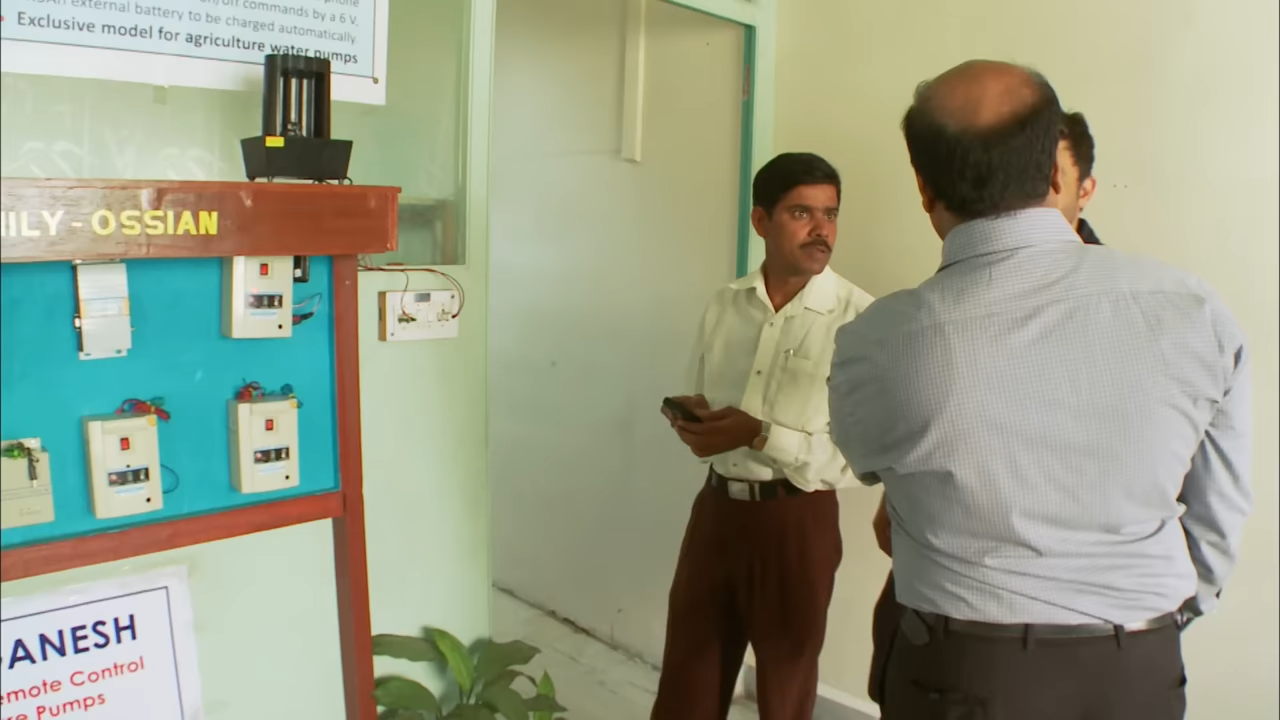 on/off commands by a 6 V,
external battery to be charged automatically
Exclusive model for agriculture water pumps
ILY - OSSIAN
ANESH
emote Control
re Pumps